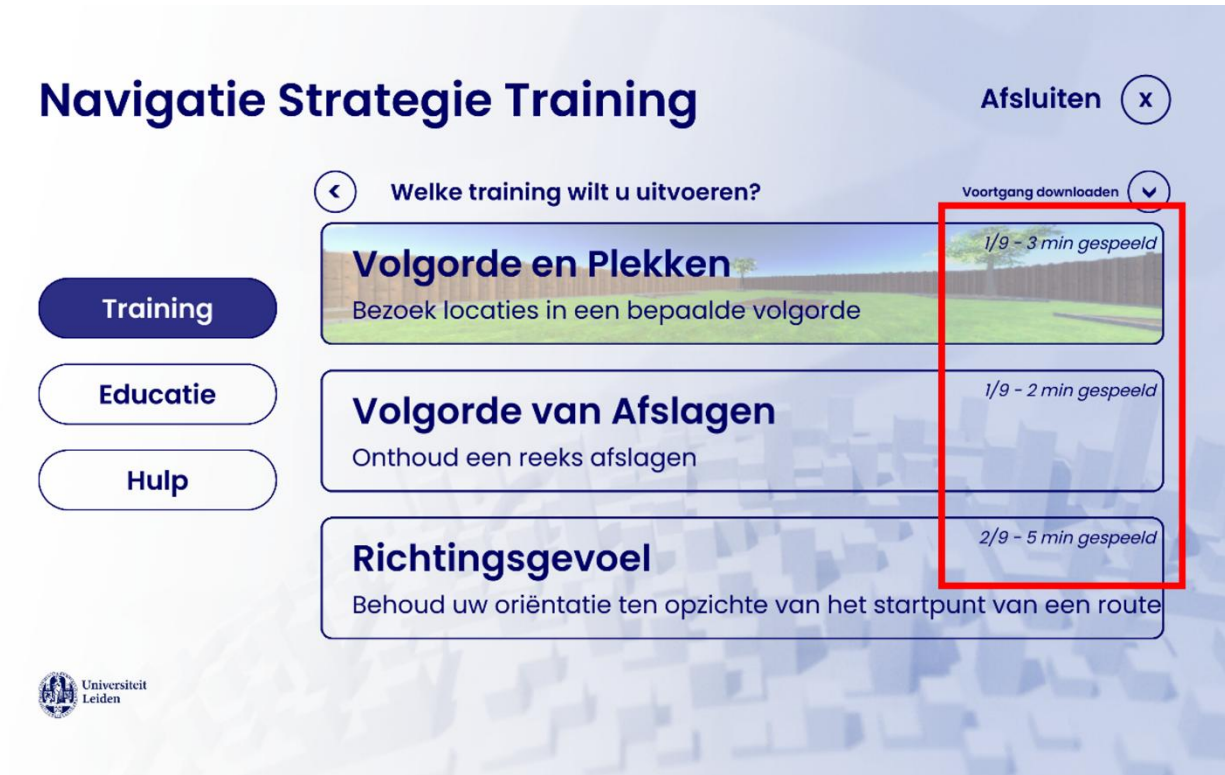 Navigatie Strategie Training
Afsluiten x
Welke training wilt u uitvoeren?
Voortgang downloaden
Volgorde en Plekken
1/9 - 3 min gespeeld
Bezoek locaties in een bepaalde volgorde
Training
Volgorde van Afslagen
1/9 - 2 min gespeeld
Onthoud een reeks afslagen
Educatie
Hulp
Richtingsgevoel
2/9 - 5 min gespeeld
Behoud uw oriëntatie ten opzichte van het startpunt van een route
Universiteit
Leiden